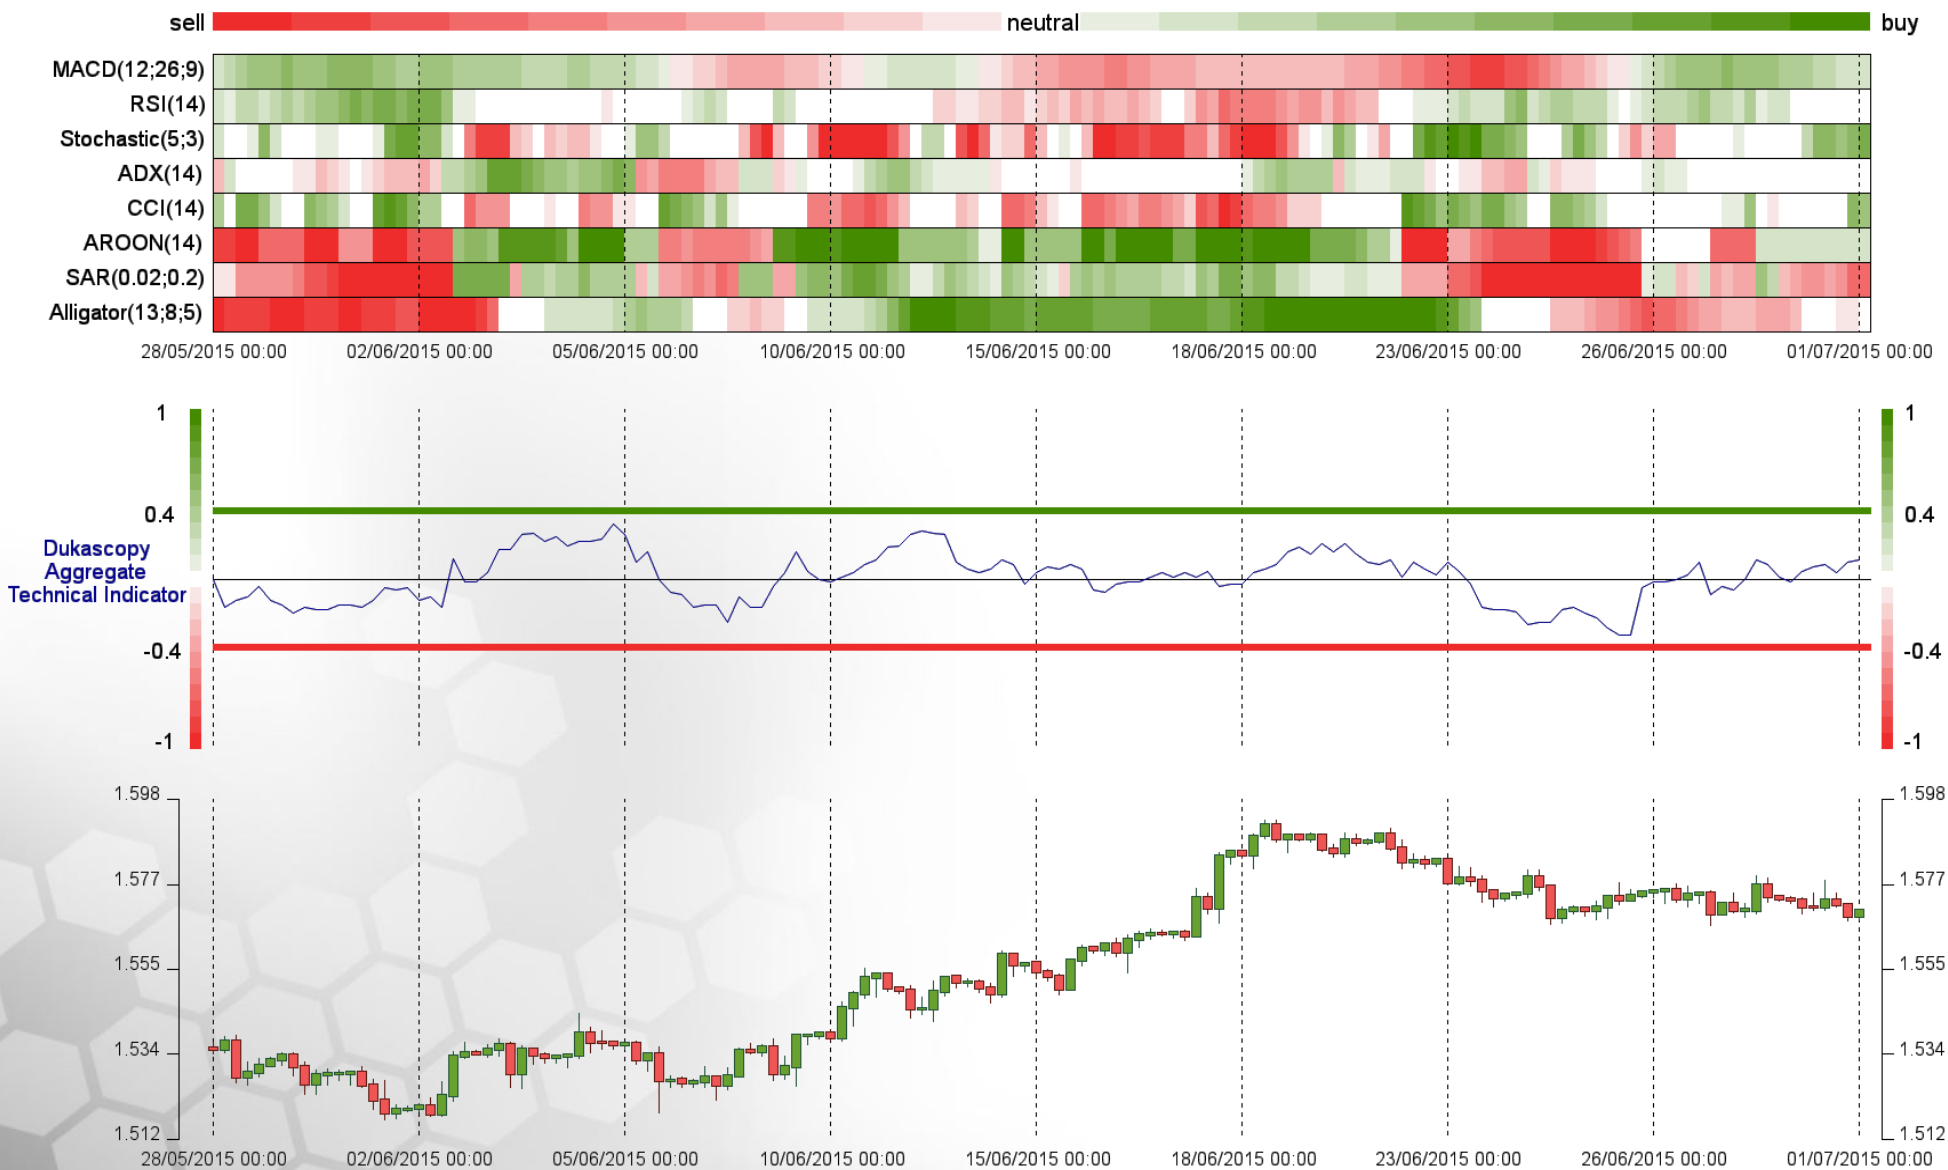 sell neutral buy
MACD(12;26;9)
RSI(14)
Stochastic(5;3)
ADX(14)
CCI(14)
AROON(14)
SAR(0.02;0.2)
Alligator(13;8;5)
28/05/2015 00:00 02/06/2015 00:00 05/06/2015 00:00 10/06/2015 00:00 15/06/2015 00:00 18/06/2015 00:00 23/06/2015 00:00 26/06/2015 00:00 01/07/2015 00:00
1 1
0.4 0.4
Dukascopy
Aggregate
Technical Indicator
-0.4 -0.4
-1 -1
1.598 1.598
1.577 1.577
1.555 1.555
1.534 1.534
1.512 1.512
28/05/2015 00:00 02/06/2015 00:00 05/06/2015 00:00 10/06/2015 00:00 15/06/2015 00:00 18/06/2015 00:00 23/06/2015 00:00 26/06/2015 00:00 01/07/2015 00:00